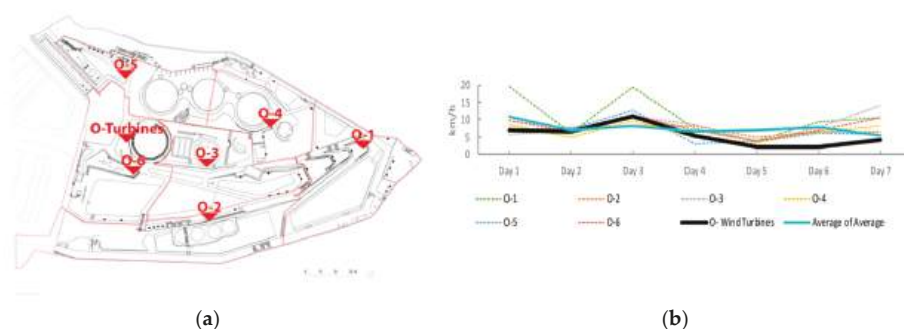 O-5
O-4
O-Turbines
O-1
O-3
O-6
O-2
km/h
20
15
10
5
0
Day 1 Day 2 Day 3 Day 4 Day 5 Day 6 Day 7
O-1 O-2 O-3 O-4
O-5 O-6 O- Wind Turbines Average of Average
(a) (b)